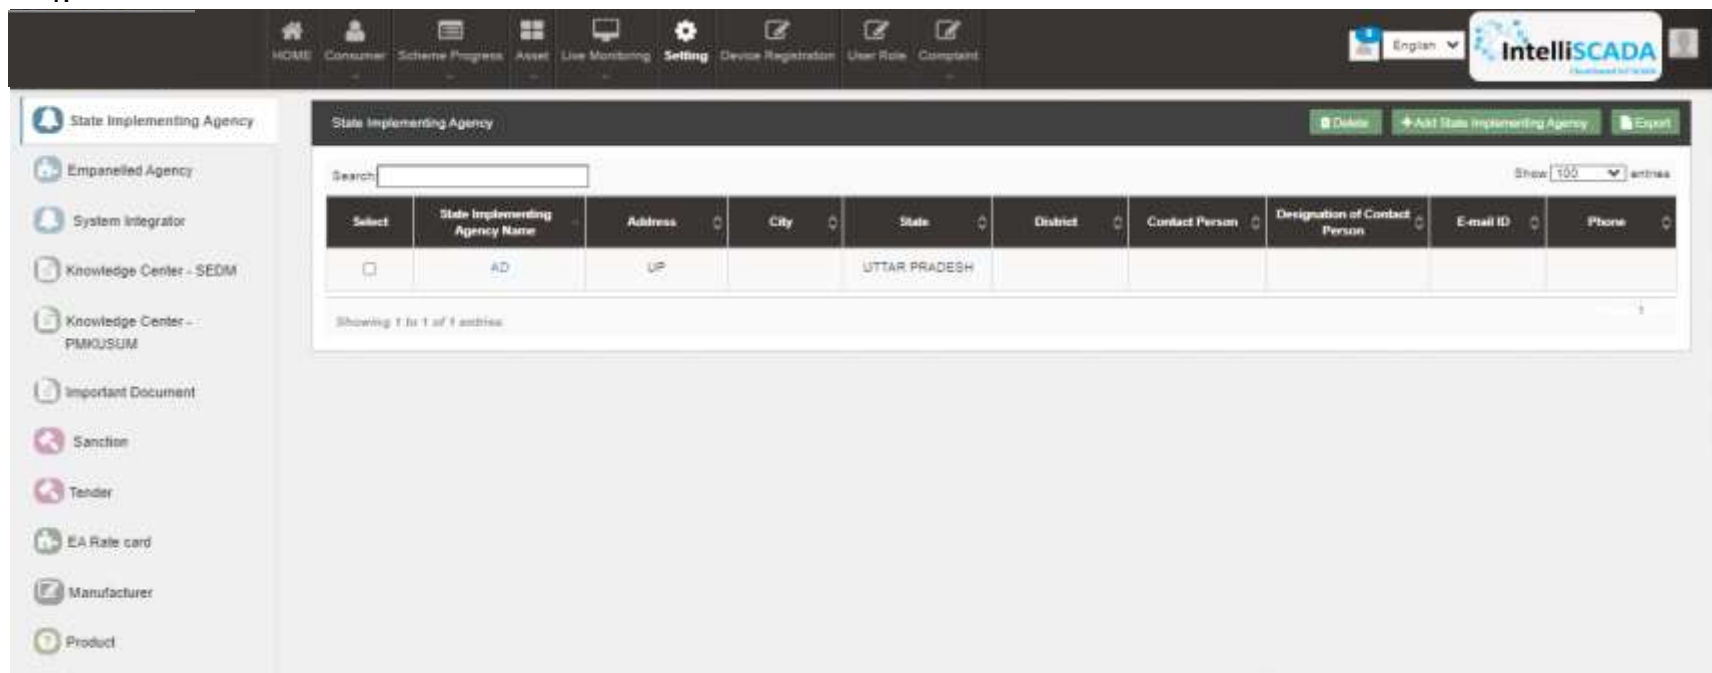 HOME Consumer Scheme Progress Asset Live Monitoring Setting Device Registration User Role Complaint
English
IntelliSCADA
State Implementing Agency
Empanelled Agency
System Integrator
Knowledge Center - SEDM
Knowledge Center -
PMKUSUM
Important Document
Sanction
Tender
EA Rate card
Manufacturer
Product
State Implementing Agency
Delete
Add State Implementing Agency
Export
Search:
Show 100 entries
Select
State Implementing
Agency Name
Address
City
State
District
Contact Person
Designation of Contact
Person
E-mail ID
Phone
AD
UP
UTTAR PRADESH
Showing 1 to 1 of 1 entries
1